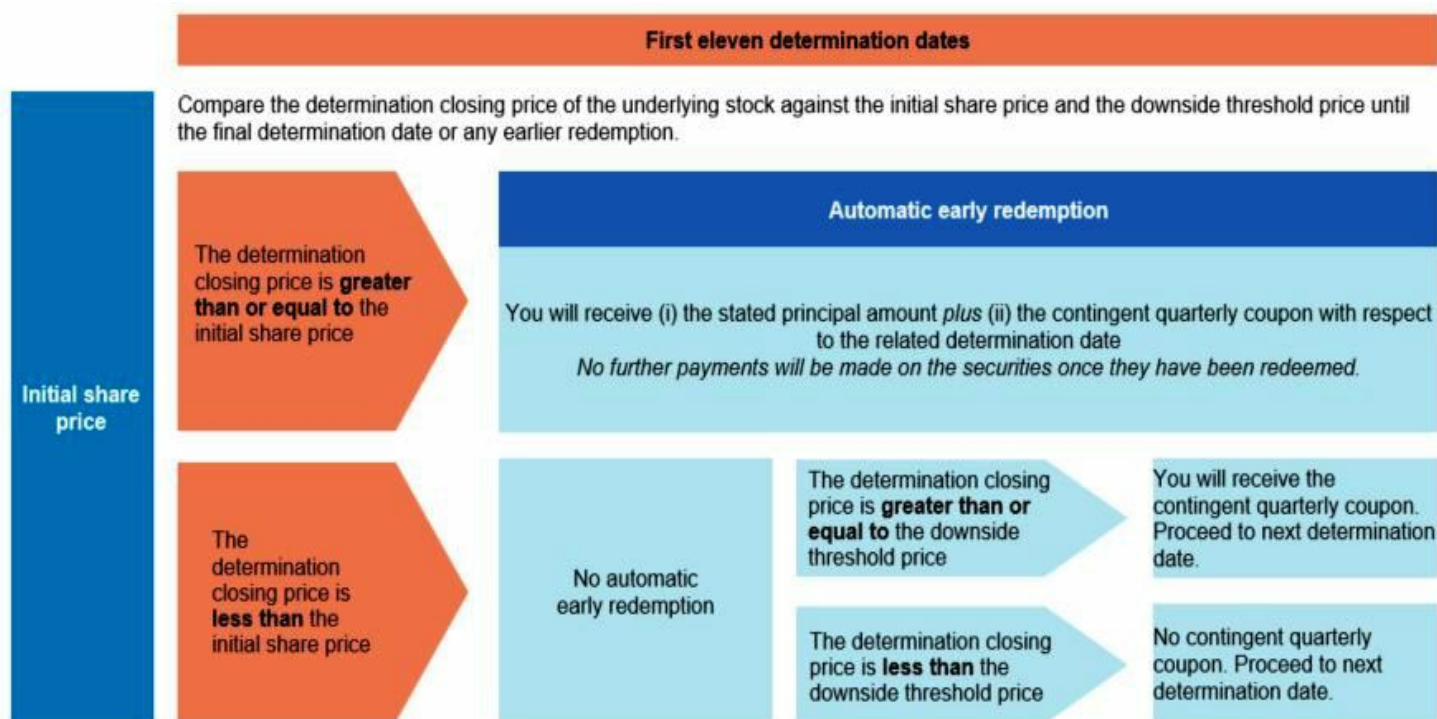 First eleven determination dates
Compare the determination closing price of the underlying stock against the initial share price and the downside threshold price until
the final determination date or any earlier redemption.
Initial share
price
The determination
closing price is greater
than or equal to the
initial share price
Automatic early redemption
You will receive (i) the stated principal amount plus (ii) the contingent quarterly coupon with respect
to the related determination date
No further payments will be made on the securities once they have been redeemed.
The
determination
closing price is
less than the
initial share price
No automatic
early redemption
The determination closing
price is greater than or
equal to the downside
threshold price
You will receive the
contingent quarterly coupon.
Proceed to next determination
date.
The determination closing
price is less than the
downside threshold price
No contingent quarterly
coupon. Proceed to next
determination date.